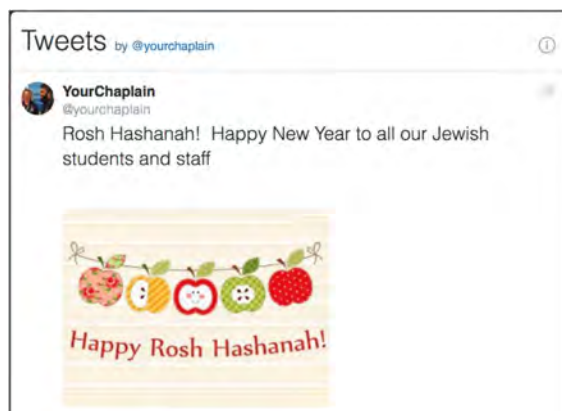 Tweets by @yourchaplain
YourChaplain
@yourchaplain
Rosh Hashanah!  Happy New Year to all our Jewish
students and staff
Happy Rosh Hashanah!